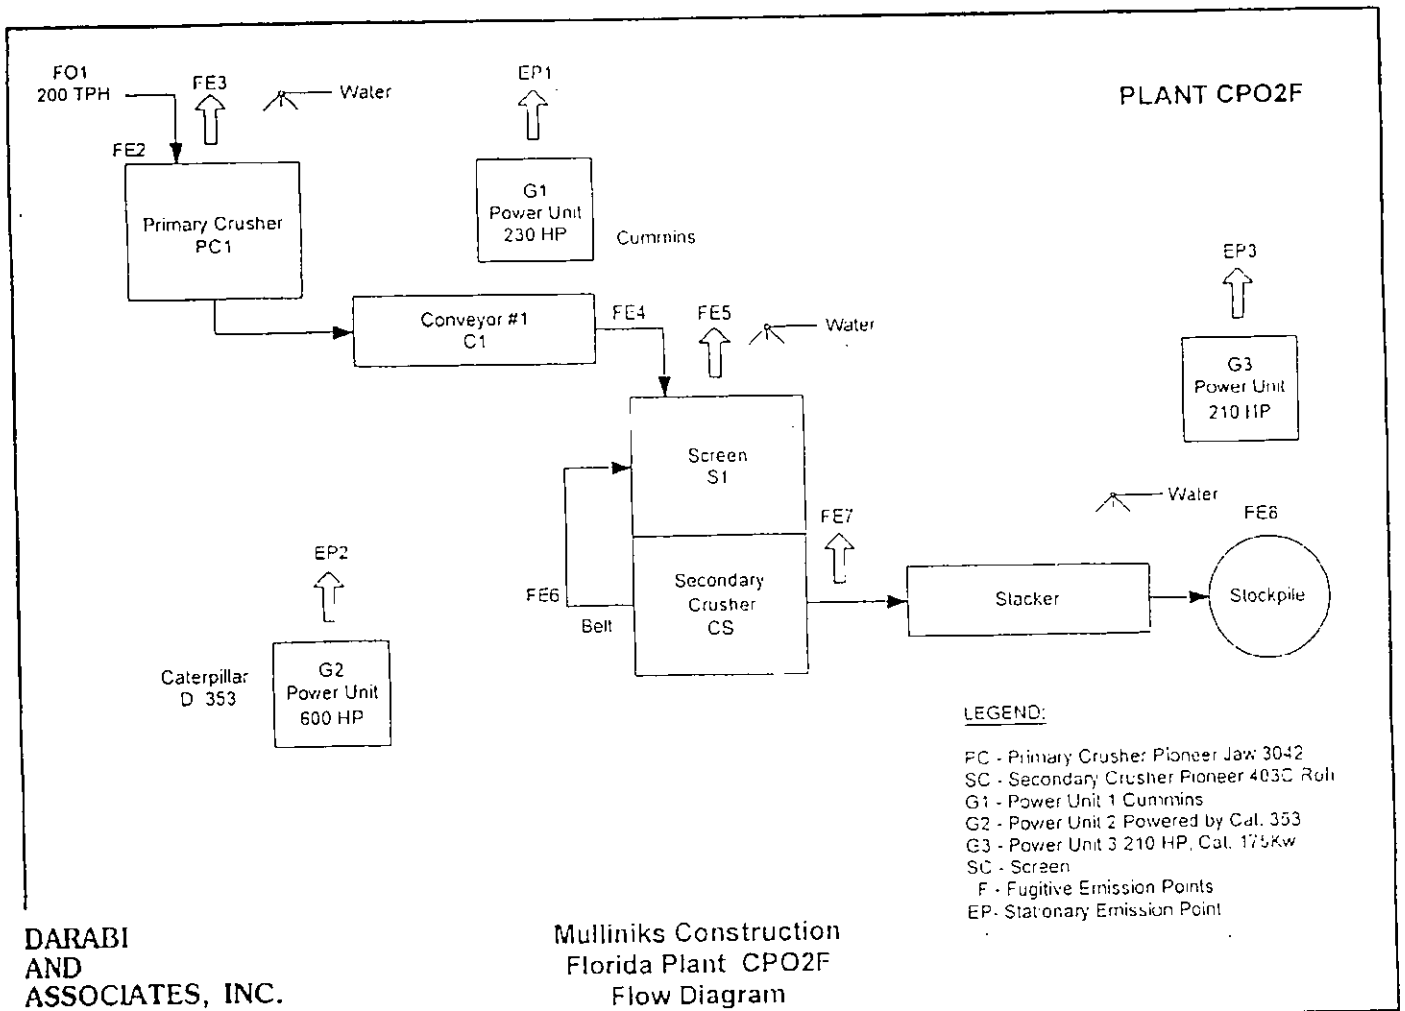 FO1
200 TPH
FE3
Water
EP1
PLANT CPO2F
FE2
Primary Crusher
PC1
G1
Power Unit
230 HP
Cummins
EP3
Conveyor #1
C1
FE4
FE5
Water
G3
Power Unit
210 HP
Screen
S1
Water
FE7
FE8
EP2
FE6
Belt
Secondary
Crusher
CS
Stacker
Stockpile
Caterpillar
D 353
G2
Power Unit
600 HP
LEGEND:
PC - Primary Crusher Pioneer Jaw 3042
SC - Secondary Crusher Pioneer 403C
G1 - Power Unit 1 Cummins
G2 - Power Unit 2 Powered by Cat. 353
G3 - Power Unit 3 210 HP, Cat. 175Kw
SC - Screen
F - Fugitive Emission Points
EP- Stationary Emission Point
DARABI
AND
ASSOCIATES, INC.
Mulliniks Construction
Florida Plant CPO2F
Flow Diagram